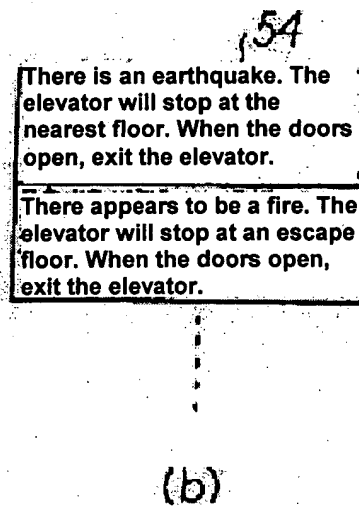 54
There is an earthquake. The
elevator will stop at the
nearest floor. When the doors
open, exit the elevator.
There appears to be a fire. The
elevator will stop at an escape
floor. When the doors open,
exit the elevator.
(b)